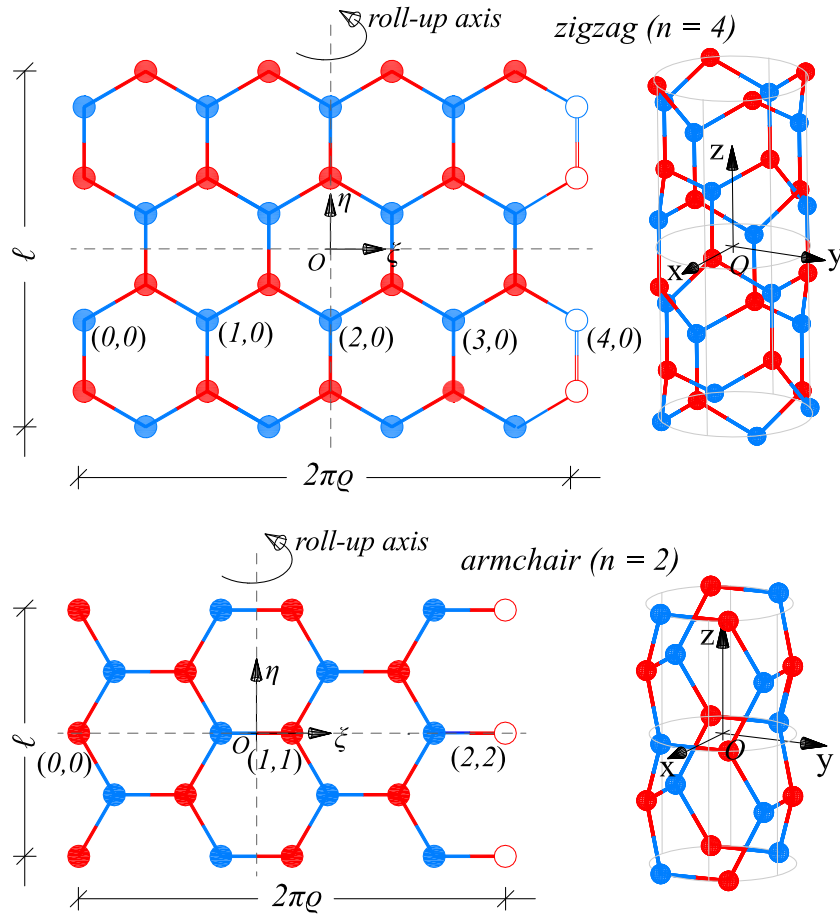 roll-up axis
zigzag (n = 4)
ℓ
η
ζ
O
(0,0)
(1,0)
(2,0)
(3,0)
(4,0)
2πϱ
z
y
x
O
roll-up axis
armchair (n = 2)
ℓ
η
ζ
O
(0,0)
(1,1)
(2,2)
2πϱ
z
y
x
O